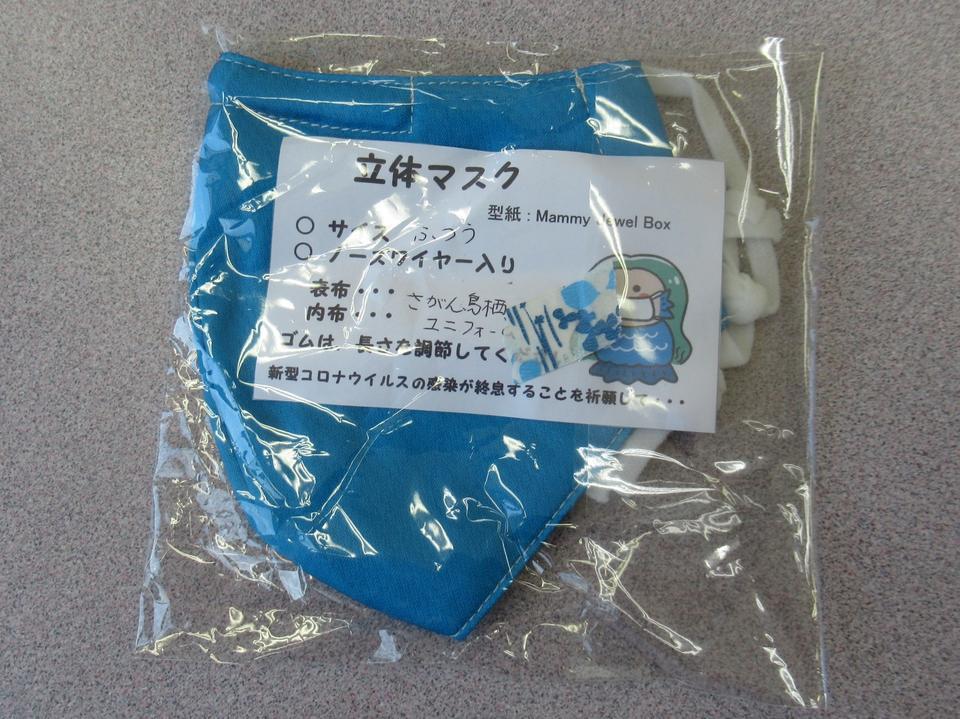 立体マスク
型紙 : Mammy Jewel Box
○ サイズ ふつう
○ ノーズワイヤー入り
表布・・・ さがん鳥栖
内布・・・ ユニフォー
ゴムは、長さを調節してく
新型コロナウイルスの感染が終息することを祈願して・・・